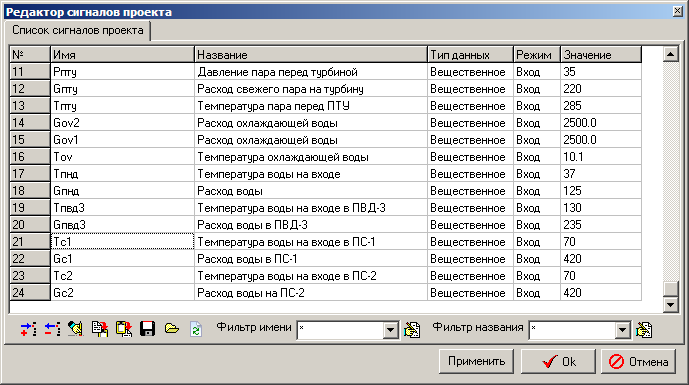 Редактор сигналов проекта
Список сигналов проекта
№ Имя Название Тип данных Режим Значение
11 Pпту Давление пара перед турбиной Вещественное Вход 35
12 Gпту Расход свежего пара на турбину Вещественное Вход 220
13 Tпту Температура пара перед ПТУ Вещественное Вход 285
14 Gov2 Расход охлаждающей воды Вещественное Вход 2500.0
15 Gov1 Расход охлаждающей воды Вещественное Вход 2500.0
16 Tov Температура охлаждающей воды Вещественное Вход 10.1
17 Tпнд Температура воды на входе Вещественное Вход 37
18 Gпнд Расход воды Вещественное Вход 125
19 Tпвд3 Температура воды на входе в ПВД-3 Вещественное Вход 130
20 Gпвд3 Расход воды в ПВД-3 Вещественное Вход 235
21 Tc1 Температура воды на входе в ПС-1 Вещественное Вход 70
22 Gc1 Расход воды в ПС-1 Вещественное Вход 420
23 Tc2 Температура воды на входе в ПС-2 Вещественное Вход 70
24 Gc2 Расход воды на ПС-2 Вещественное Вход 420
Фильтр имени * Фильтр названия *
Применить Ok Отмена